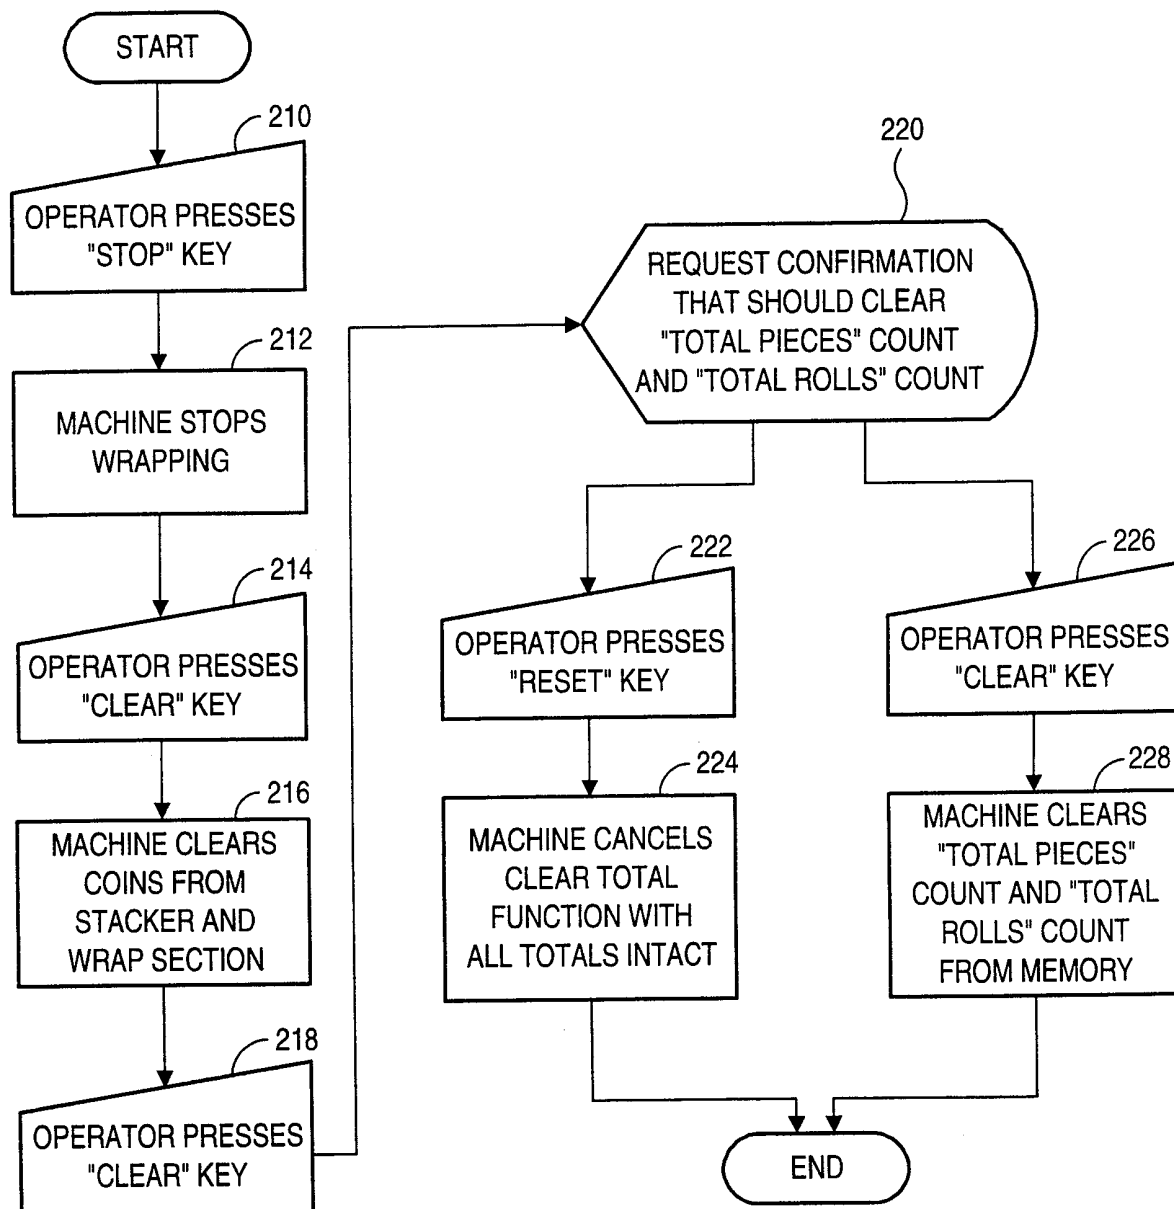 START
210
OPERATOR PRESSES
"STOP" KEY
212
MACHINE STOPS
WRAPPING
214
OPERATOR PRESSES
"CLEAR" KEY
216
MACHINE CLEARS
COINS FROM
STACKER AND
WRAP SECTION
218
OPERATOR PRESSES
"CLEAR" KEY
220
REQUEST CONFIRMATION
THAT SHOULD CLEAR
"TOTAL PIECES" COUNT
AND "TOTAL ROLLS" COUNT
222
OPERATOR PRESSES
"RESET" KEY
224
MACHINE CANCELS
CLEAR TOTAL
FUNCTION WITH
ALL TOTALS INTACT
226
OPERATOR PRESSES
"CLEAR" KEY
228
MACHINE CLEARS
"TOTAL PIECES"
COUNT AND "TOTAL
ROLLS" COUNT
FROM MEMORY
END